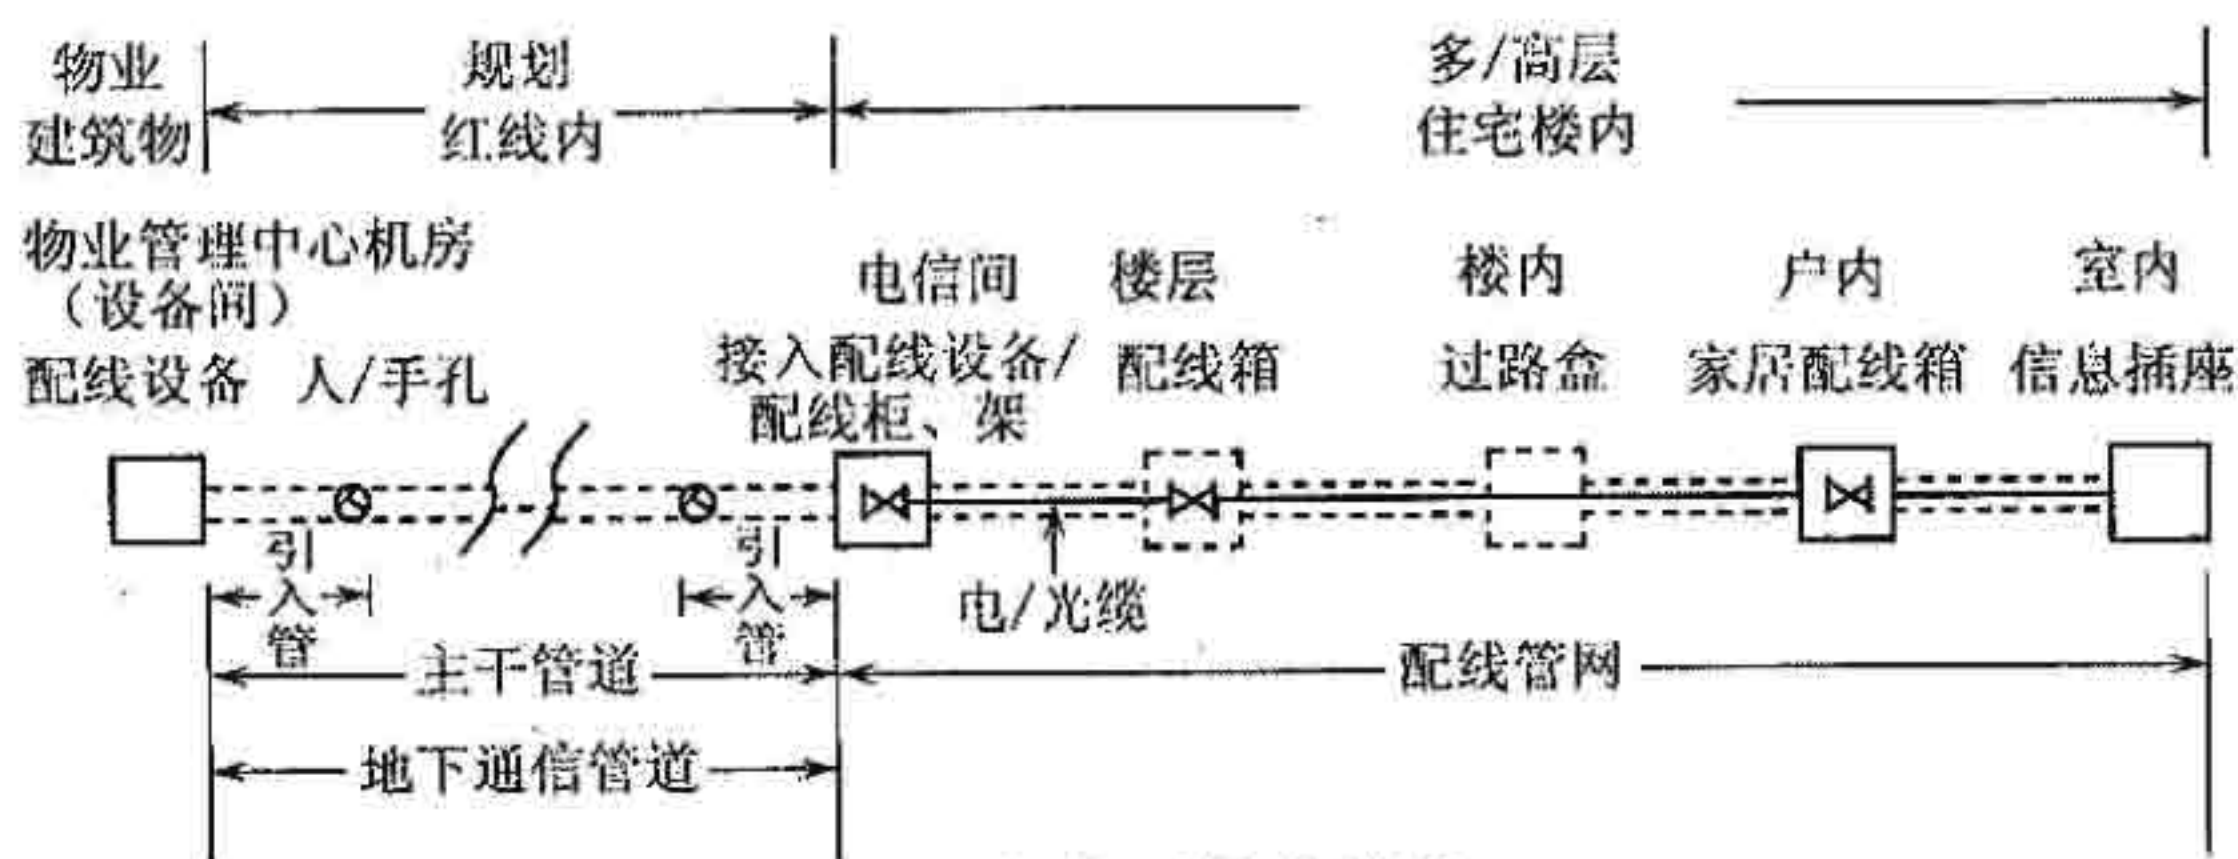 物业
建筑物
规划
红线内
多/高层
住宅楼内
物业管理中心机房
（设备间）
配线设备
人/手孔
电信间
接入配线设备/
配线柜、架
楼层
配线箱
楼内
过路盒
户内
家居配线箱
室内
信息插座
引
入
管
引
入
管
电/光缆
主干管道
配线管网
地下通信管道